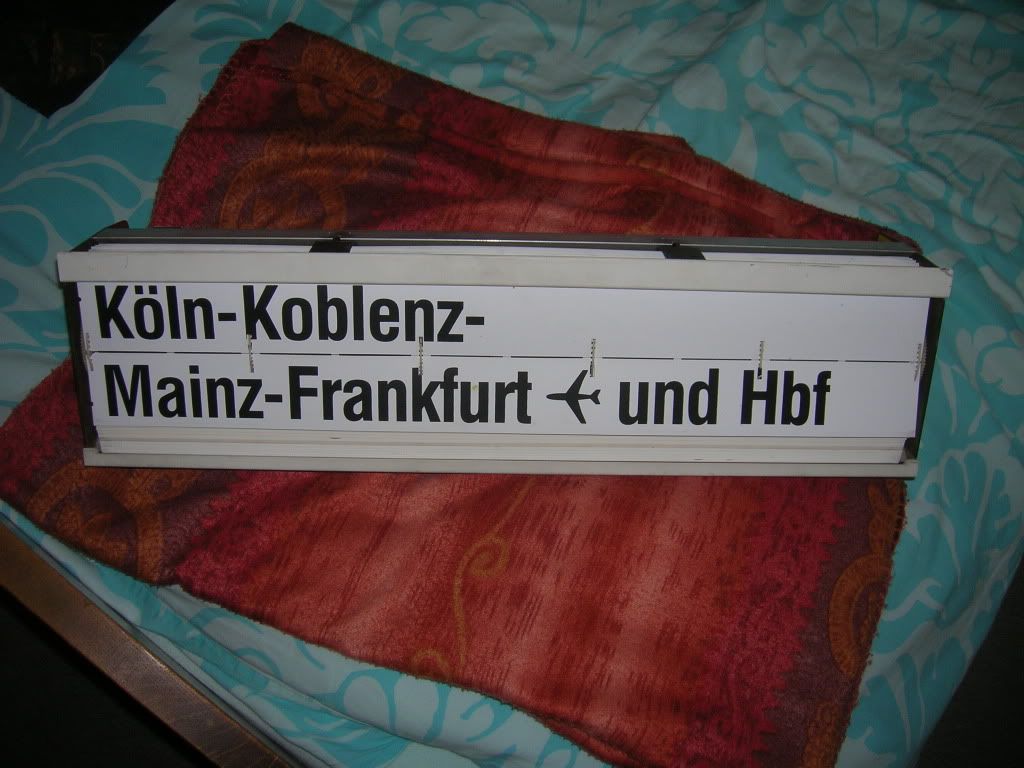 Köln-Koblenz-
Mainz-Frankfurt ✈ und Hbf